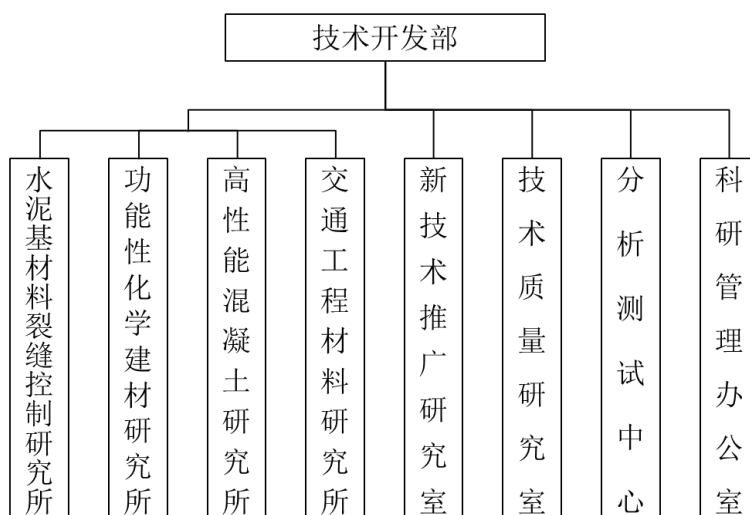 技术开发部
水泥基材料裂缝控制研究所
功能性化学建材研究所
高性能混凝土研究所
交通工程材料研究所
新技术推广研究室
技术质量研究室
分析测试中心
科研管理办公室